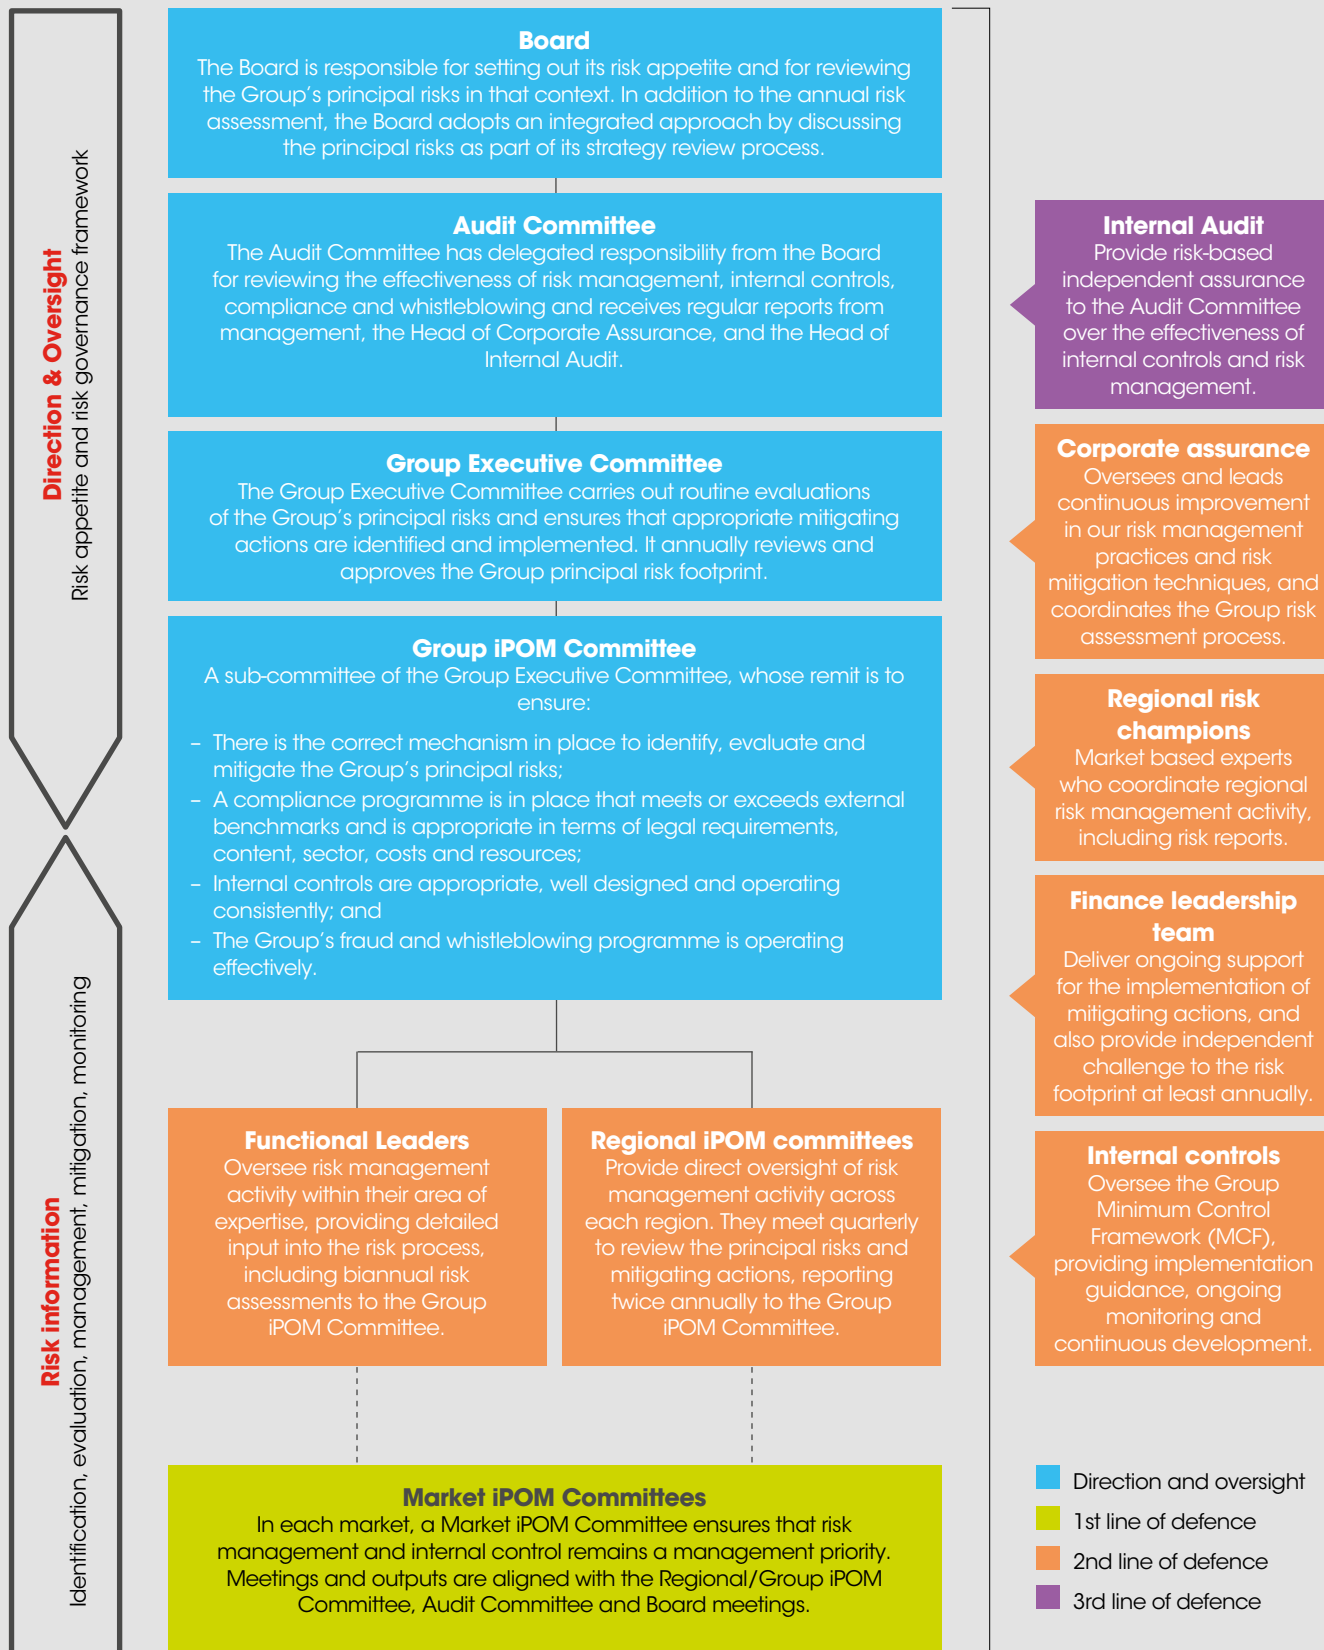 Direction & Oversight
Risk appetite and risk governance framework
Risk information
Identification, evaluation, management, mitigation, monitoring
Board
The Board is responsible for setting out its risk appetite and for reviewing
the Group’s principal risks in that context. In addition to the annual risk
assessment, the Board adopts an integrated approach by discussing
the principal risks as part of its strategy review process.
Audit Committee
The Audit Committee has delegated responsibility from the Board
for reviewing the effectiveness of risk management, internal controls,
compliance and whistleblowing and receives regular reports from
management, the Head of Corporate Assurance, and the Head of
Internal Audit.
Group Executive Committee
The Group Executive Committee carries out routine evaluations
of the Group’s principal risks and ensures that appropriate mitigating
actions are identified and implemented. It annually reviews and
approves the Group principal risk footprint.
Group iPOM Committee
A sub-committee of the Group Executive Committee, whose remit is to
ensure:
– There is the correct mechanism in place to identify, evaluate and
mitigate the Group’s principal risks;
– A compliance programme is in place that meets or exceeds external
benchmarks and is appropriate in terms of legal requirements,
content, sector, costs and resources;
– Internal controls are appropriate, well designed and operating
consistently; and
– The Group’s fraud and whistleblowing programme is operating
effectively.
Functional Leaders
Oversee risk management
activity within their area of
expertise, providing detailed
input into the risk process,
including biannual risk
assessments to the Group
iPOM Committee.
Regional iPOM committees
Provide direct oversight of risk
management activity across
each region. They meet quarterly
to review the principal risks and
mitigating actions, reporting
twice annually to the Group
iPOM Committee.
Market iPOM Committees
In each market, a Market iPOM Committee ensures that risk
management and internal control remains a management priority.
Meetings and outputs are aligned with the Regional/Group iPOM
Committee, Audit Committee and Board meetings.
Internal Audit
Provide risk-based
independent assurance
to the Audit Committee
over the effectiveness of
internal controls and risk
management.
Corporate assurance
Oversees and leads
continuous improvement
in our risk management
practices and risk
mitigation techniques, and
coordinates the Group risk
assessment process.
Regional risk
champions
Market based experts
who coordinate regional
risk management activity,
including risk reports.
Finance leadership
team
Deliver ongoing support
for the implementation of
mitigating actions, and
also provide independent
challenge to the risk
footprint at least annually.
Internal controls
Oversee the Group
Minimum Control
Framework (MCF),
providing implementation
guidance, ongoing
monitoring and
continuous development.
Direction and oversight
1st line of defence
2nd line of defence
3rd line of defence